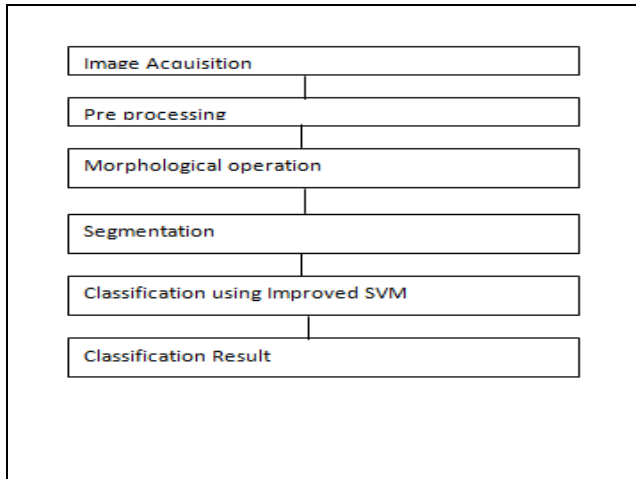 Image Acquisition
Pre processing
Morphological operation
Segmentation
Classification using Improved SVM
Classification Result